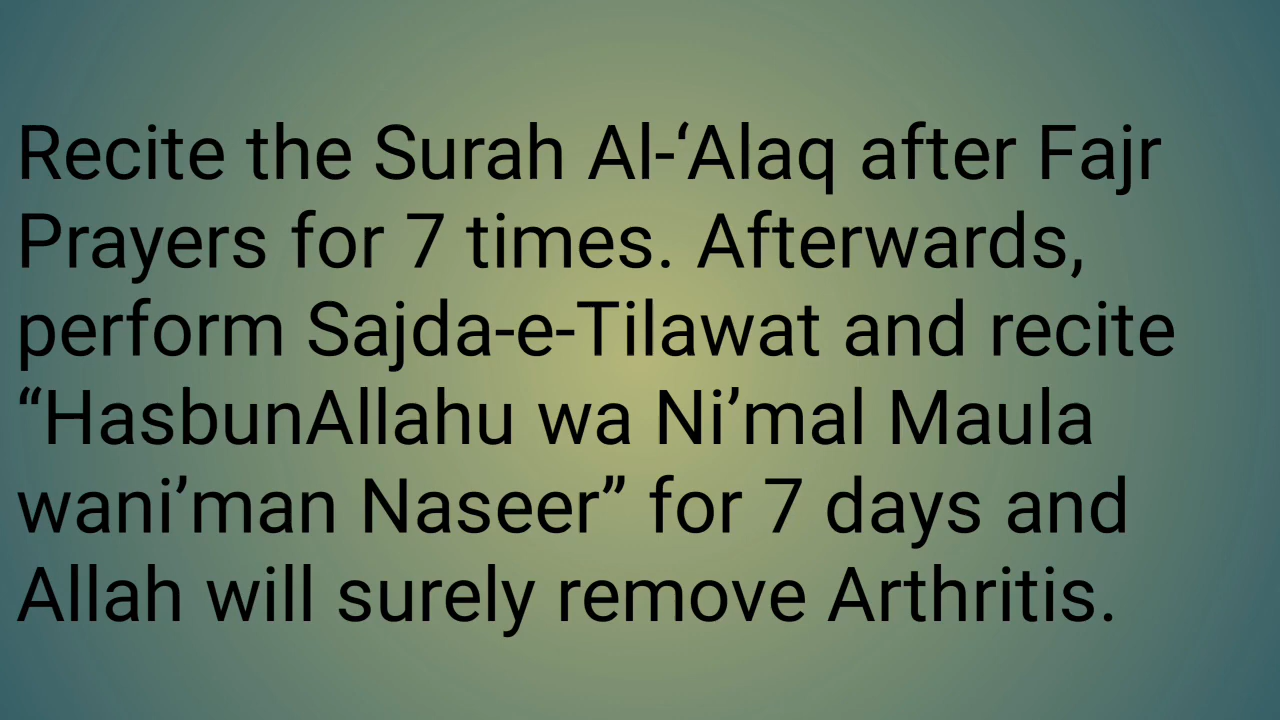 Recite the Surah Al-‘Alaq after Fajr
Prayers for 7 times. Afterwards,
perform Sajda-e-Tilawat and recite
“HasbunAllahu wa Ni’mal Maula
wani’man Naseer” for 7 days and
Allah will surely remove Arthritis.